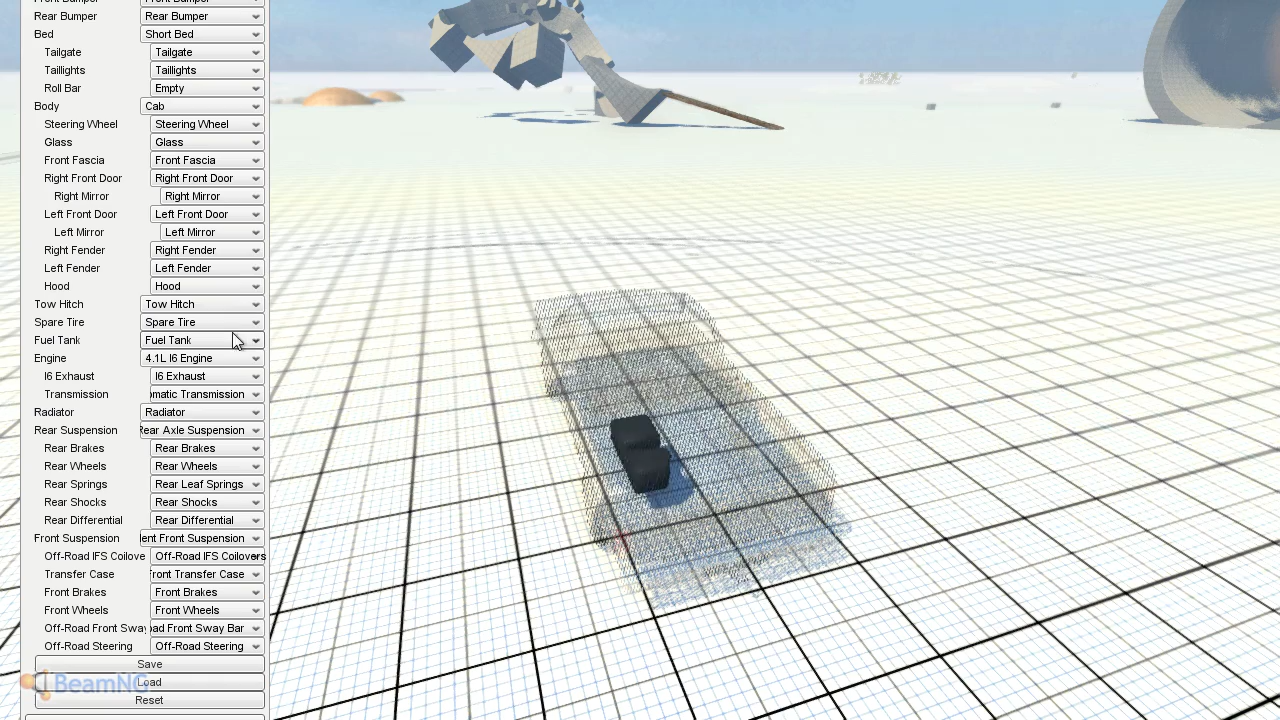 Rear Bumper Rear Bumper
Bed Short Bed
Tailgate Tailgate
Taillights Taillights
Roll Bar Empty
Body Cab
Steering Wheel Steering Wheel
Glass Glass
Front Fascia Front Fascia
Right Front Door Right Front Door
Right Mirror Right Mirror
Left Front Door Left Front Door
Left Mirror Left Mirror
Right Fender Right Fender
Left Fender Left Fender
Hood Hood
Tow Hitch Tow Hitch
Spare Tire Spare Tire
Fuel Tank Fuel Tank
Engine 4.1L I6 Engine
I6 Exhaust I6 Exhaust
Transmission matic Transmission
Radiator Radiator
Rear Suspension Rear Axle Suspension
Rear Brakes Rear Brakes
Rear Wheels Rear Wheels
Rear Springs Rear Leaf Springs
Rear Shocks Rear Shocks
Rear Differential Rear Differential
Front Suspension ent Front Suspension
Off-Road IFS Coilove Off-Road IFS Coilovers
Transfer Case Front Transfer Case
Front Brakes Front Brakes
Front Wheels Front Wheels
Off-Road Front Sway ad Front Sway Bar
Off-Road Steering Off-Road Steering
Save
BeamNG Load
Reset